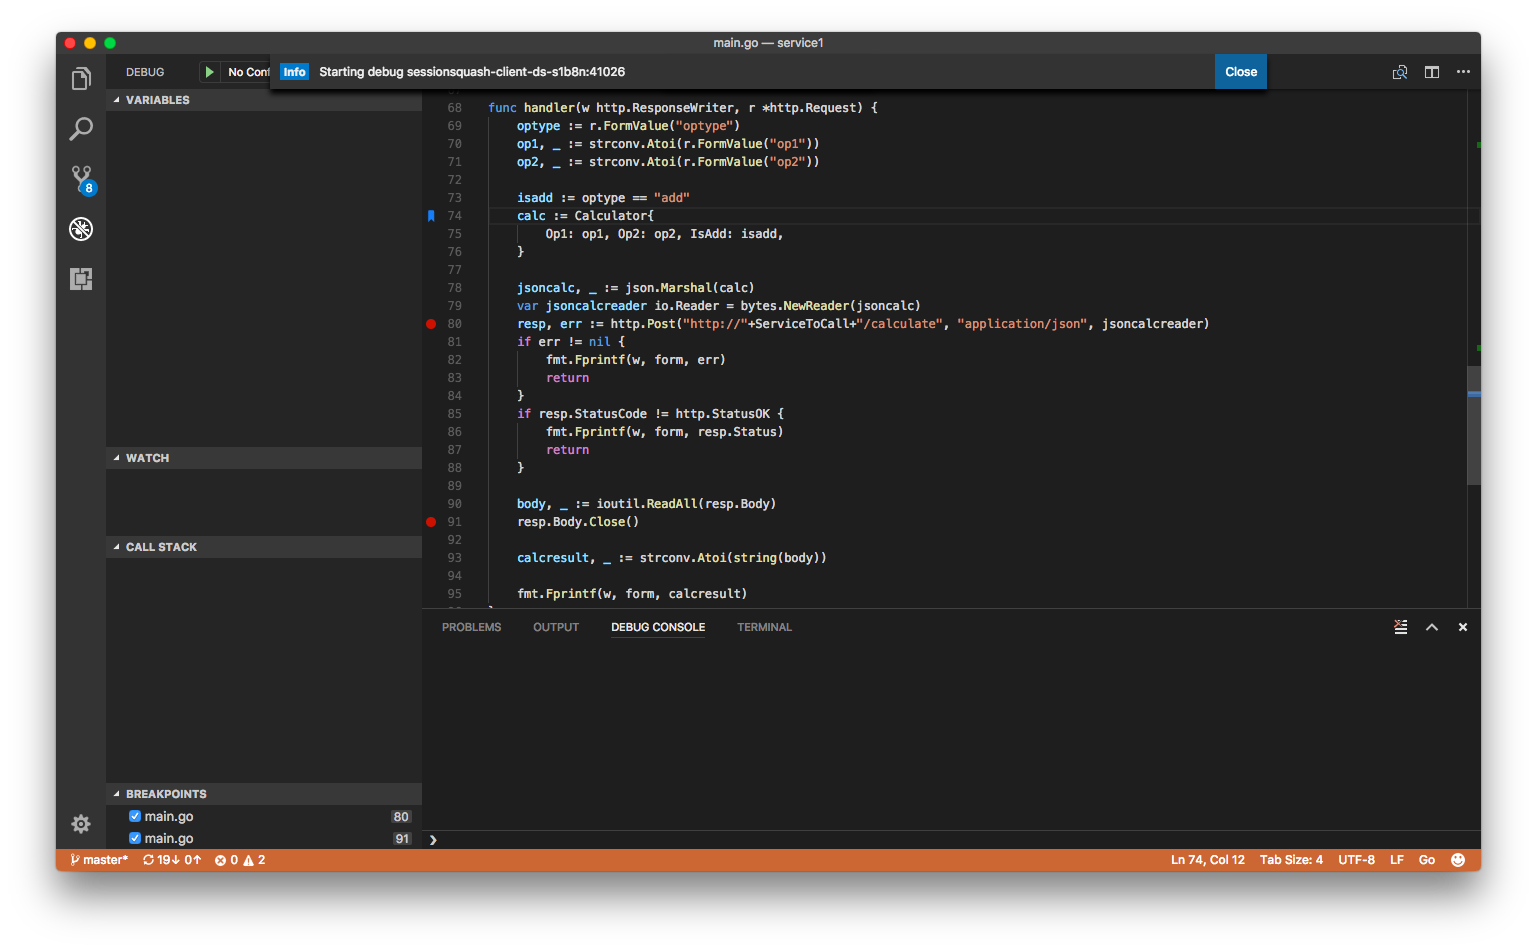 main.go — service1
DEBUG
No Conf
Info Starting debug sessionsquash-client-ds-s1b8n:41026
Close
8
VARIABLES
WATCH
CALL STACK
BREAKPOINTS
main.go 80
main.go 91
68 func handler(w http.ResponseWriter, r *http.Request) {
69 optype := r.FormValue("optype")
70 op1, _ := strconv.Atoi(r.FormValue("op1"))
71 op2, _ := strconv.Atoi(r.FormValue("op2"))
72
73 isadd := optype == "add"
74 calc := Calculator{
75 Op1: op1, Op2: op2, IsAdd: isadd,
76 }
77
78 jsoncalc, _ := json.Marshal(calc)
79 var jsoncalcreader io.Reader = bytes.NewReader(jsoncalc)
80 resp, err := http.Post("http://"+ServiceToCall+"/calculate", "application/json", jsoncalcreader)
81 if err != nil {
82 fmt.Fprintf(w, form, err)
83 return
84 }
85 if resp.StatusCode != http.StatusOK {
86 fmt.Fprintf(w, form, resp.Status)
87 return
88 }
89
90 body, _ := ioutil.ReadAll(resp.Body)
91 resp.Body.Close()
92
93 calcresult, _ := strconv.Atoi(string(body))
94
95 fmt.Fprintf(w, form, calcresult)
PROBLEMS OUTPUT DEBUG CONSOLE TERMINAL
master* 19↓ 0↑ 0 2
Ln 74, Col 12 Tab Size: 4 UTF-8 LF Go